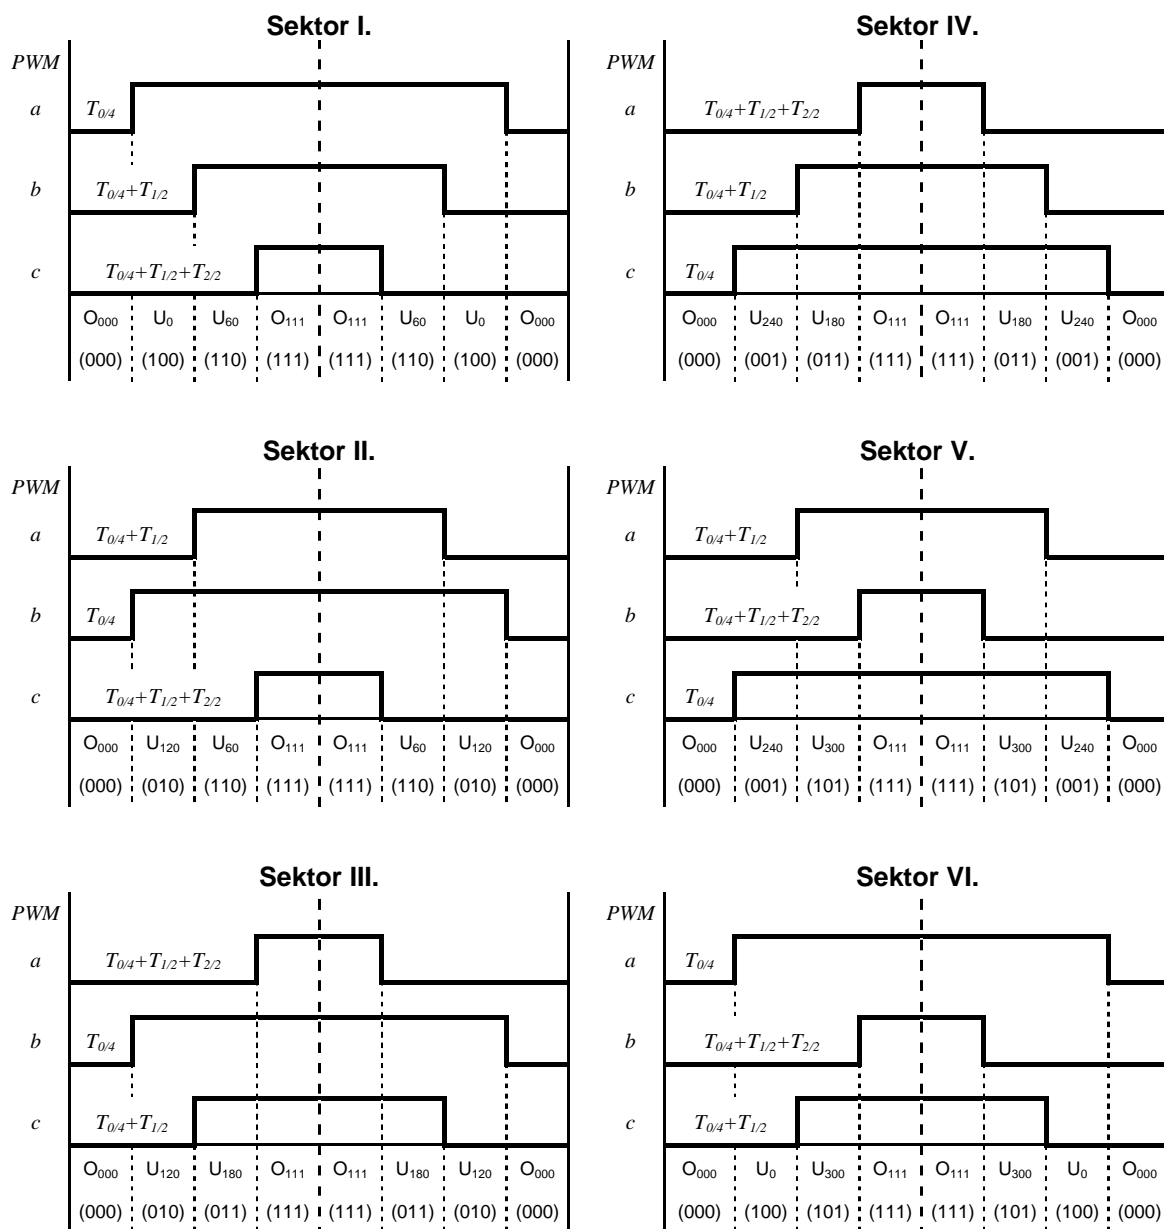 Sektor I.
PWM
a T0/4
b T0/4+T1/2
c T0/4+T1/2+T2/2
O000 U0 U60 O111 O111 U60 U0 O000
(000) (100) (110) (111) (111) (110) (100) (000)
Sektor IV.
PWM
a T0/4+T1/2+T2/2
b T0/4+T1/2
c T0/4
O000 U240 U180 O111 O111 U180 U240 O000
(000) (001) (011) (111) (111) (011) (001) (000)
Sektor II.
PWM
a T0/4+T1/2
b T0/4
c T0/4+T1/2+T2/2
O000 U120 U60 O111 O111 U60 U120 O000
(000) (010) (110) (111) (111) (110) (010) (000)
Sektor V.
PWM
a T0/4+T1/2
b T0/4+T1/2+T2/2
c T0/4
O000 U240 U300 O111 O111 U300 U240 O000
(000) (001) (101) (111) (111) (101) (001) (000)
Sektor III.
PWM
a T0/4+T1/2+T2/2
b T0/4
c T0/4+T1/2
O000 U120 U180 O111 O111 U180 U120 O000
(000) (010) (011) (111) (111) (011) (010) (000)
Sektor VI.
PWM
a T0/4
b T0/4+T1/2+T2/2
c T0/4+T1/2
O000 U0 U300 O111 O111 U300 U0 O000
(000) (100) (101) (111) (111) (101) (100) (000)